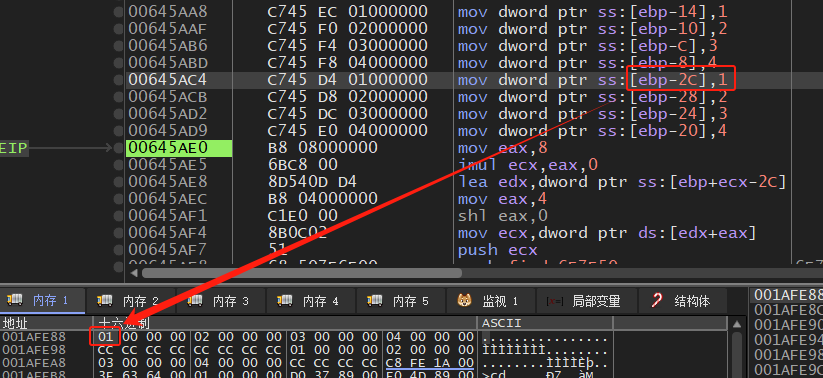 00645AA8 C745 EC 01000000 mov dword ptr ss:[ebp-14],1
00645AAF C745 F0 02000000 mov dword ptr ss:[ebp-10],2
00645AB6 C745 F4 03000000 mov dword ptr ss:[ebp-C],3
00645ABD C745 F8 04000000 mov dword ptr ss:[ebp-8],4
00645AC4 C745 D4 01000000 mov dword ptr ss:[ebp-2C],1
00645ACB C745 D8 02000000 mov dword ptr ss:[ebp-28],2
00645AD2 C745 DC 03000000 mov dword ptr ss:[ebp-24],3
00645AD9 C745 E0 04000000 mov dword ptr ss:[ebp-20],4
EIP 00645AE0 B8 08000000 mov eax,8
00645AE5 6BC8 00 imul ecx,eax,0
00645AE8 8D540D D4 lea edx,dword ptr ss:[ebp+ecx-2C]
00645AEC B8 04000000 mov eax,4
00645AF1 C1E0 00 shl eax,0
00645AF4 8B0C02 mov ecx,dword ptr ds:[edx+eax]
00645AF7 51 push ecx
内存 1 内存 2 内存 3 内存 4 内存 5 监视 1 局部变量 结构体
地址 十六进制 ASCII
001AFE88 01 00 00 00 02 00 00 00 03 00 00 00 04 00 00 00 ................
001AFE98 CC CC CC CC CC CC CC CC 01 00 00 00 02 00 00 00 ÌÌÌÌÌÌÌÌ........
001AFEA8 03 00 00 00 04 00 00 00 CC CC CC CC C8 FE 1A 00 ........ÌÌÌÌÈþ..
001AFE88